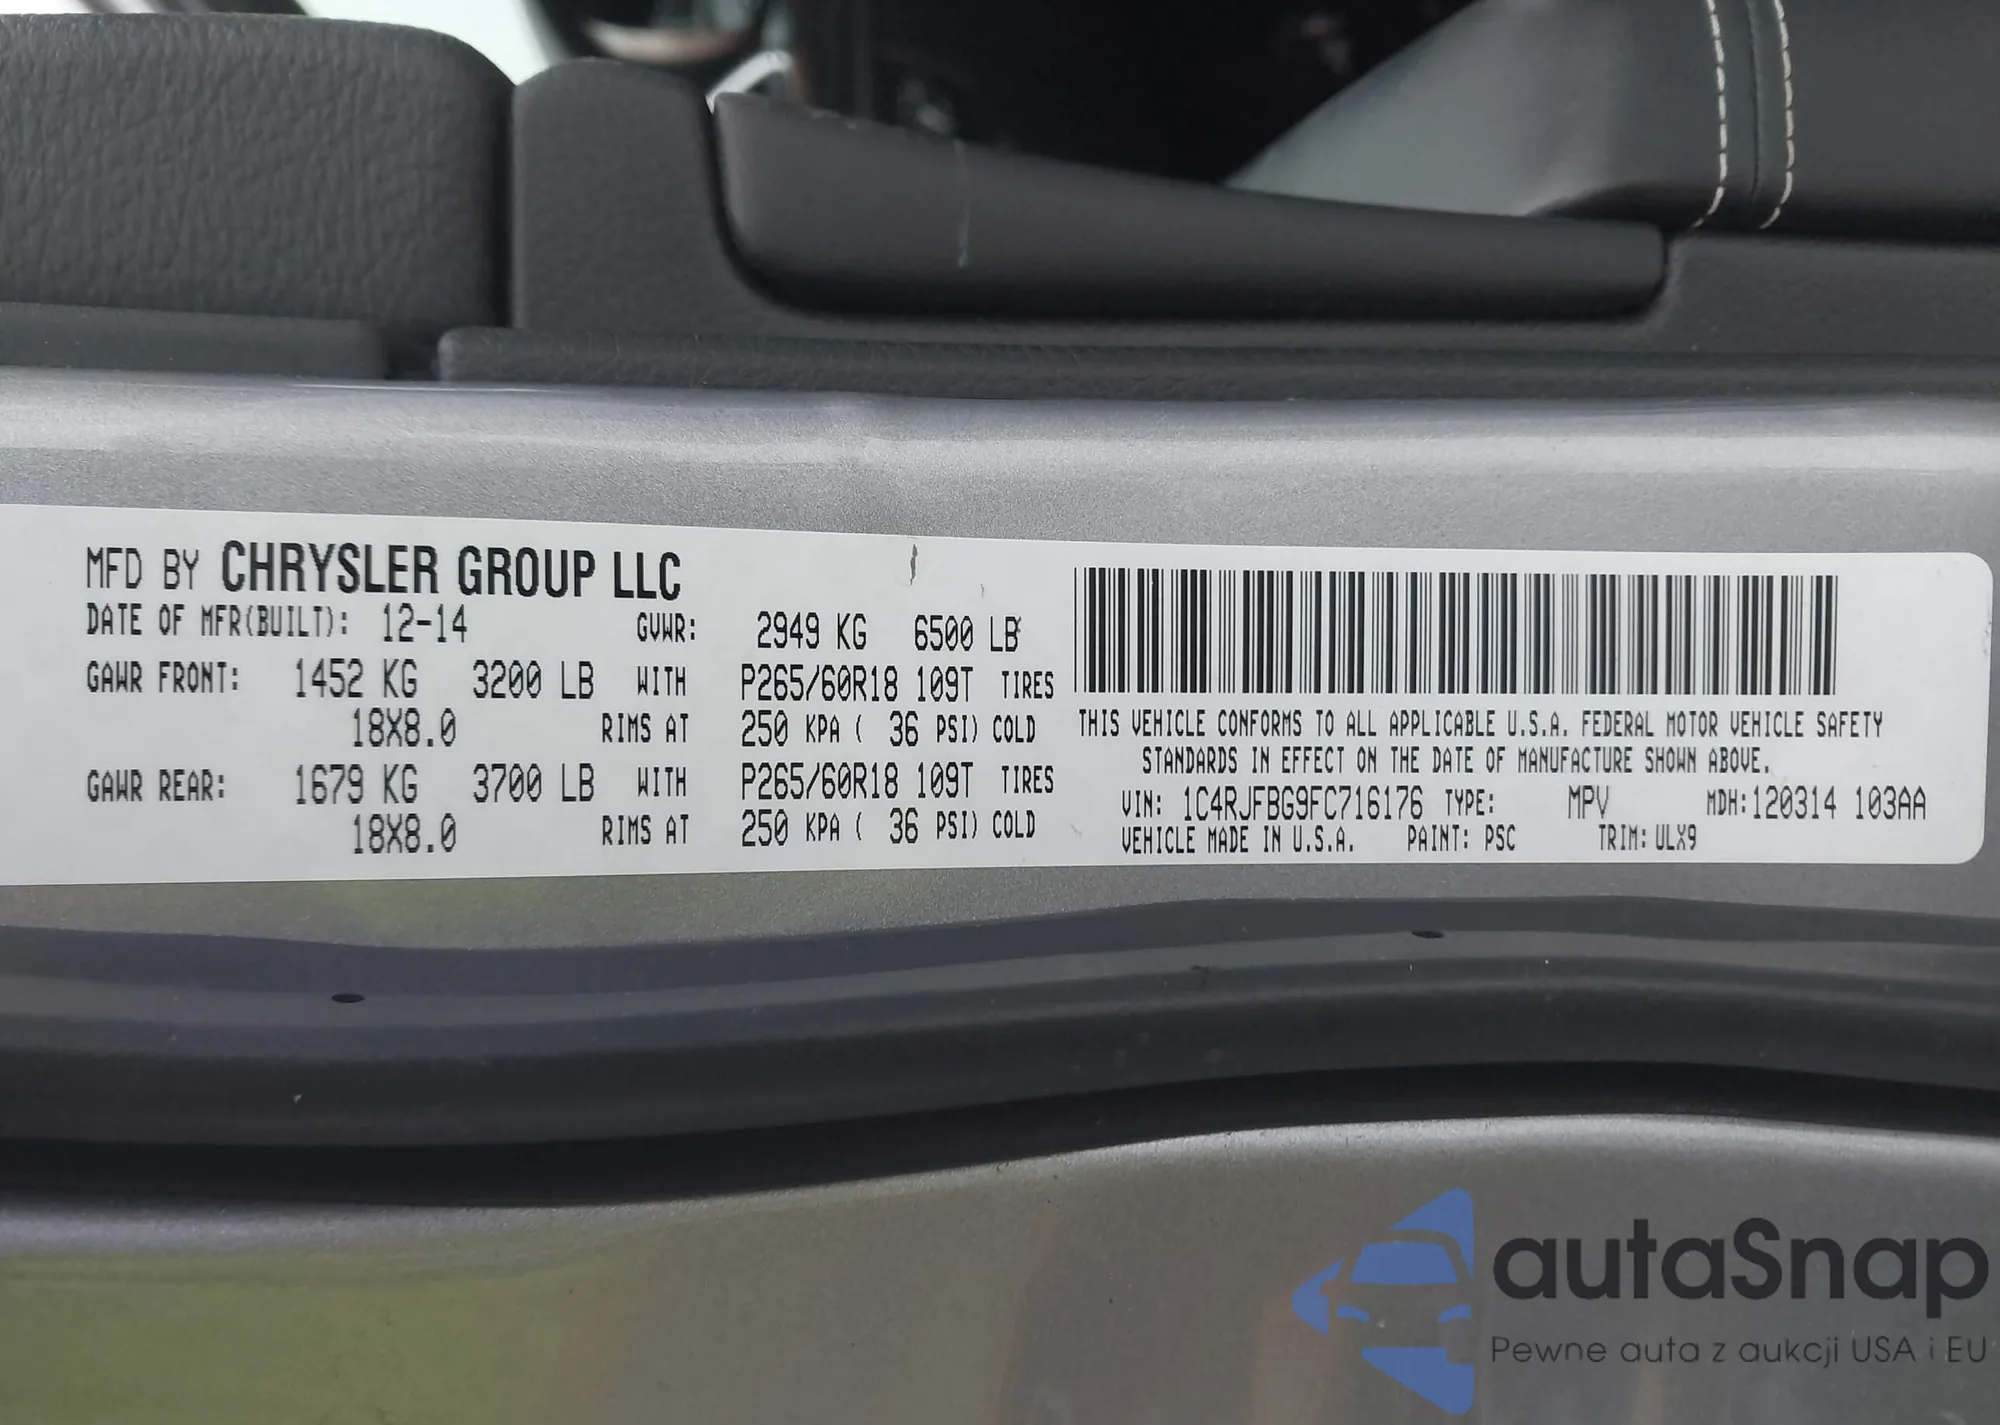 MFD BY CHRYSLER GROUP LLC
DATE OF MFR(BUILT): 12-14 GVWR: 2949 KG 6500 LB
GAWR FRONT: 1452 KG 3200 LB WITH P265/60R18 109T TIRES
18X8.0 RIMS AT 250 KPA ( 36 PSI) COLD
GAWR REAR: 1679 KG 3700 LB WITH P265/60R18 109T TIRES
18X8.0 RIMS AT 250 KPA ( 36 PSI) COLD
THIS VEHICLE CONFORMS TO ALL APPLICABLE U.S.A. FEDERAL MOTOR VEHICLE SAFETY
STANDARDS IN EFFECT ON THE DATE OF MANUFACTURE SHOWN ABOVE.
VIN: 1C4RJFBG9FC716176 TYPE: MPV MDH:120314 103AA
VEHICLE MADE IN U.S.A. PAINT: PSC TRIM: ULX9
autaSnap
Pewne auta z aukcji USA i EU